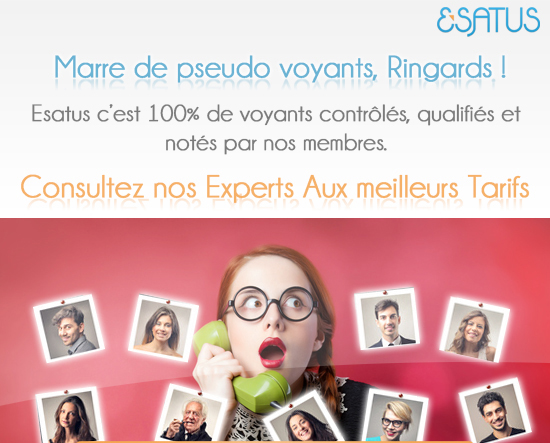 ESATUS
Marre de pseudo voyants, Ringards !
Esatus c'est 100% de voyants contrôlés, qualifiés et
notés par nos membres.
Consultez nos Experts Aux meilleurs Tarifs